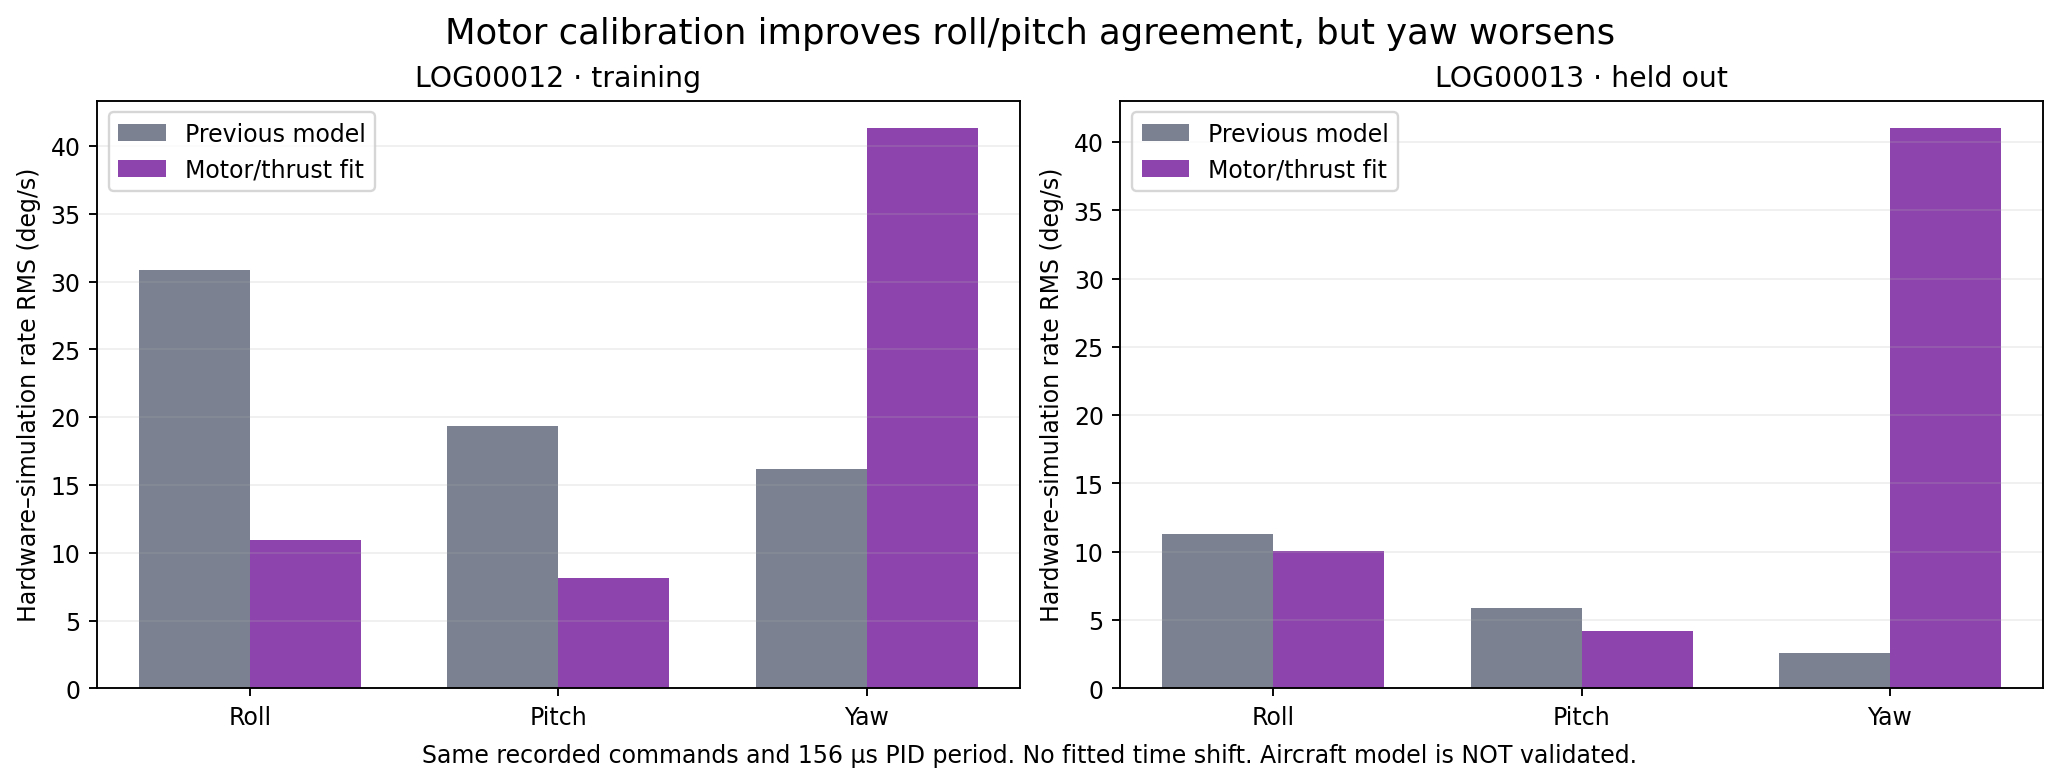 Motor calibration improves roll/pitch agreement, but yaw worsens
LOG00012 · training
Hardware–simulation rate RMS (deg/s)
40
35
30
25
20
15
10
5
0
Previous model
Motor/thrust fit
Roll
Pitch
Yaw
LOG00013 · held out
Hardware–simulation rate RMS (deg/s)
40
35
30
25
20
15
10
5
0
Previous model
Motor/thrust fit
Roll
Pitch
Yaw
Same recorded commands and 156 µs PID period. No fitted time shift. Aircraft model is NOT validated.